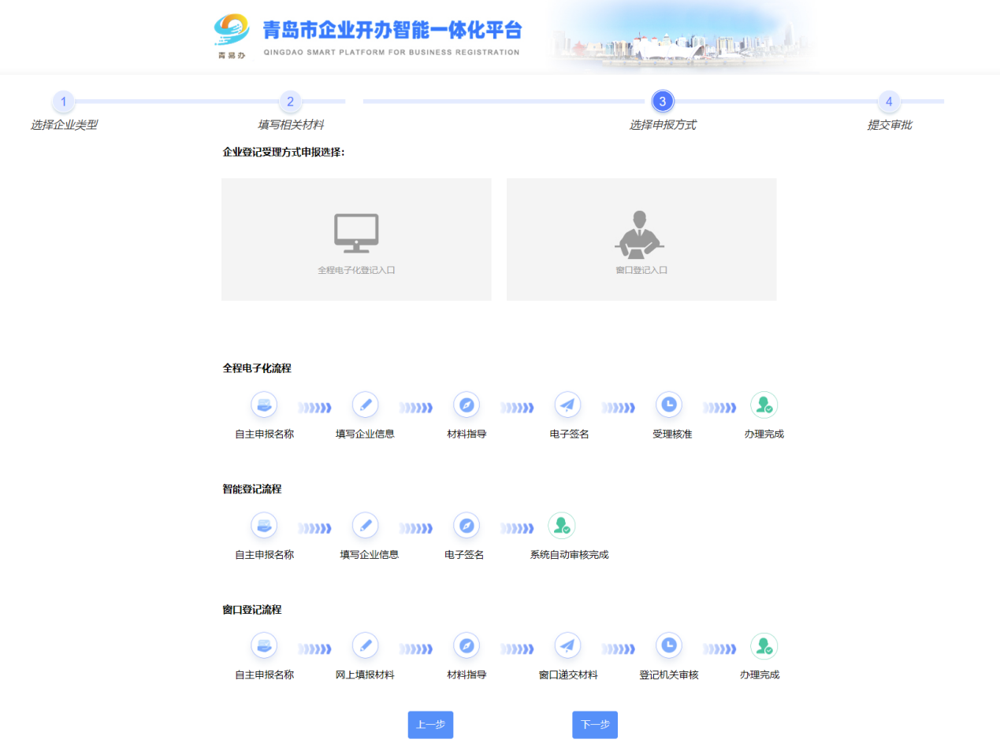 青易办
青岛市企业开办智能一体化平台
QINGDAO SMART PLATFORM FOR BUSINESS REGISTRATION
1 2 3 4
选择企业类型 填写相关材料 选择申报方式 提交审批
企业登记受理方式申报选择：
全程电子化登记入口 窗口登记入口
全程电子化流程
自主申报名称 填写企业信息 材料指导 电子签名 受理核准 办理完成
智能登记流程
自主申报名称 填写企业信息 电子签名 系统自动审核完成
窗口登记流程
自主申报名称 网上填报材料 材料指导 窗口递交材料 登记机关审核 办理完成
上一步 下一步